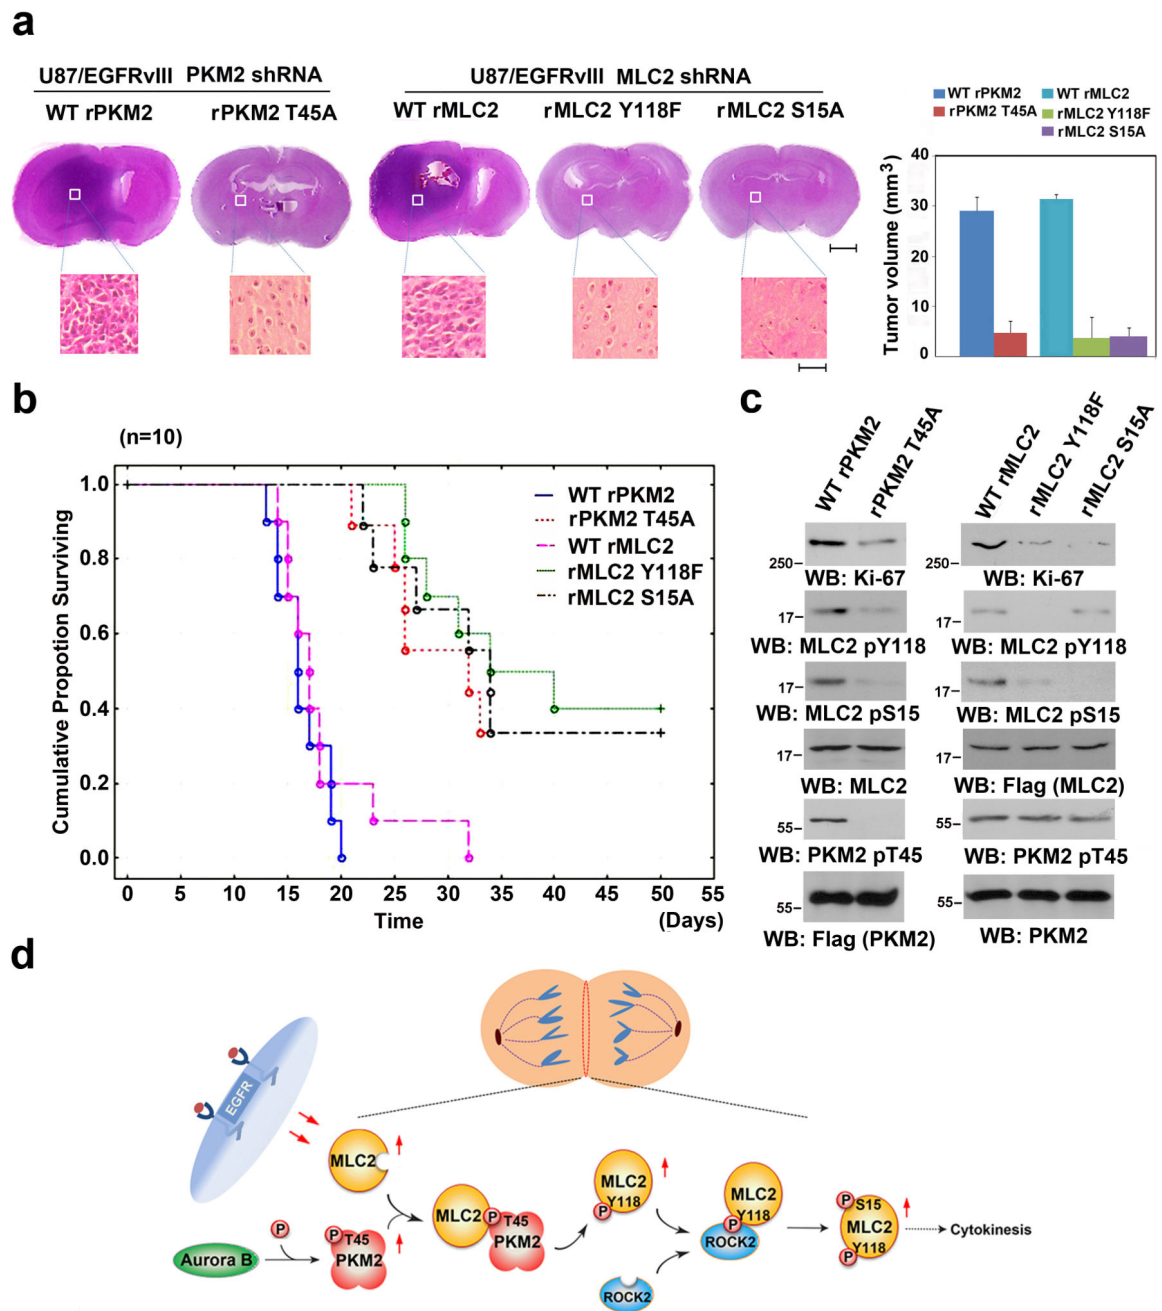 a
U87/EGFRvIII PKM2 shRNA
U87/EGFRvIII MLC2 shRNA
WT rPKM2
rPKM2 T45A
WT rMLC2
rMLC2 Y118F
rMLC2 S15A
WT rPKM2
WT rMLC2
rPKM2 T45A
rMLC2 Y118F
rMLC2 S15A
Tumor volume (mm3)
40
30
20
10
0
b
(n=10)
Cumulative Propotion Surviving
1.0
0.8
0.6
0.4
0.2
0.0
WT rPKM2
rPKM2 T45A
WT rMLC2
rMLC2 Y118F
rMLC2 S15A
0 5 10 15 20 25 30 35 40 45 50 55
Time (Days)
c
WT rPKM2
rPKM2 T45A
WT rMLC2
rMLC2 Y118F
rMLC2 S15A
250– 250–
WB: Ki-67 WB: Ki-67
17– 17–
WB: MLC2 pY118 WB: MLC2 pY118
17– 17–
WB: MLC2 pS15 WB: MLC2 pS15
17– 17–
WB: MLC2 WB: Flag (MLC2)
55– 55–
WB: PKM2 pT45 WB: PKM2 pT45
55– 55–
WB: Flag (PKM2) WB: PKM2
d
EGFR
MLC2
P
Aurora B
P
T45
PKM2
MLC2
P
T45
PKM2
MLC2
Y118
P
ROCK2
MLC2
Y118
P
ROCK2
P
S15
MLC2
Y118
P
Cytokinesis